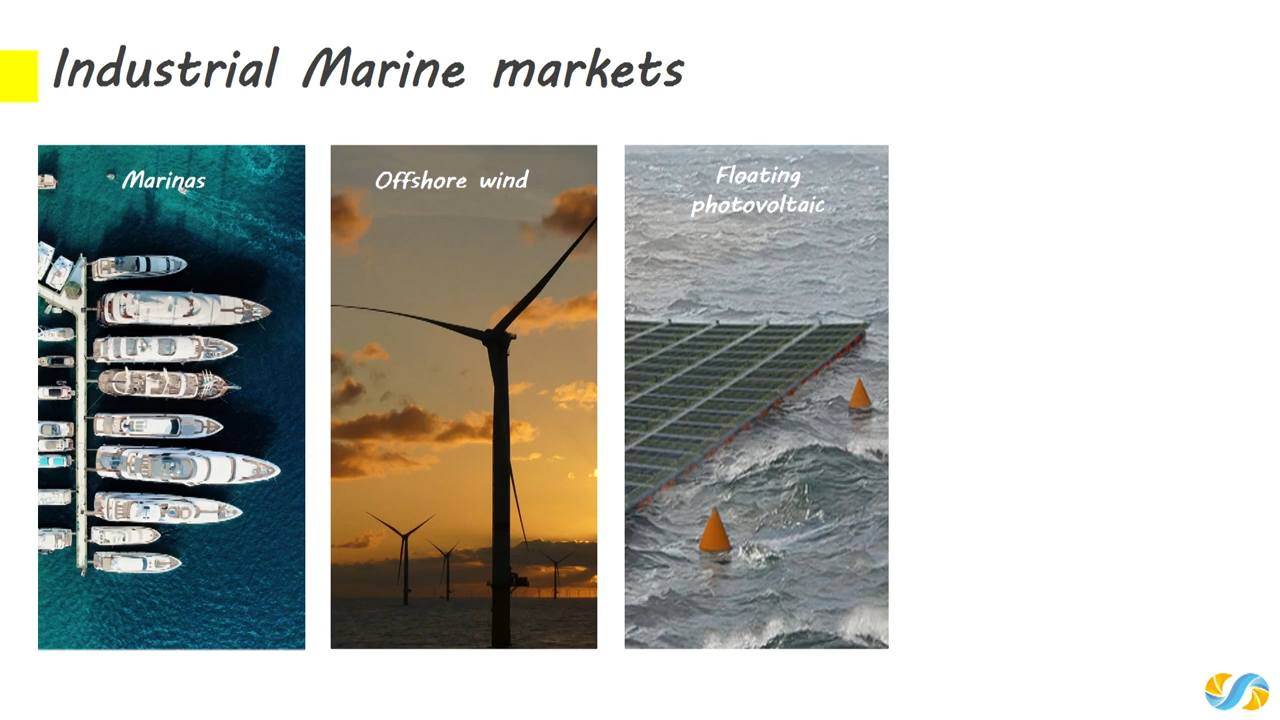 Industrial Marine markets
Marinas
Offshore wind
Floating
photovoltaic